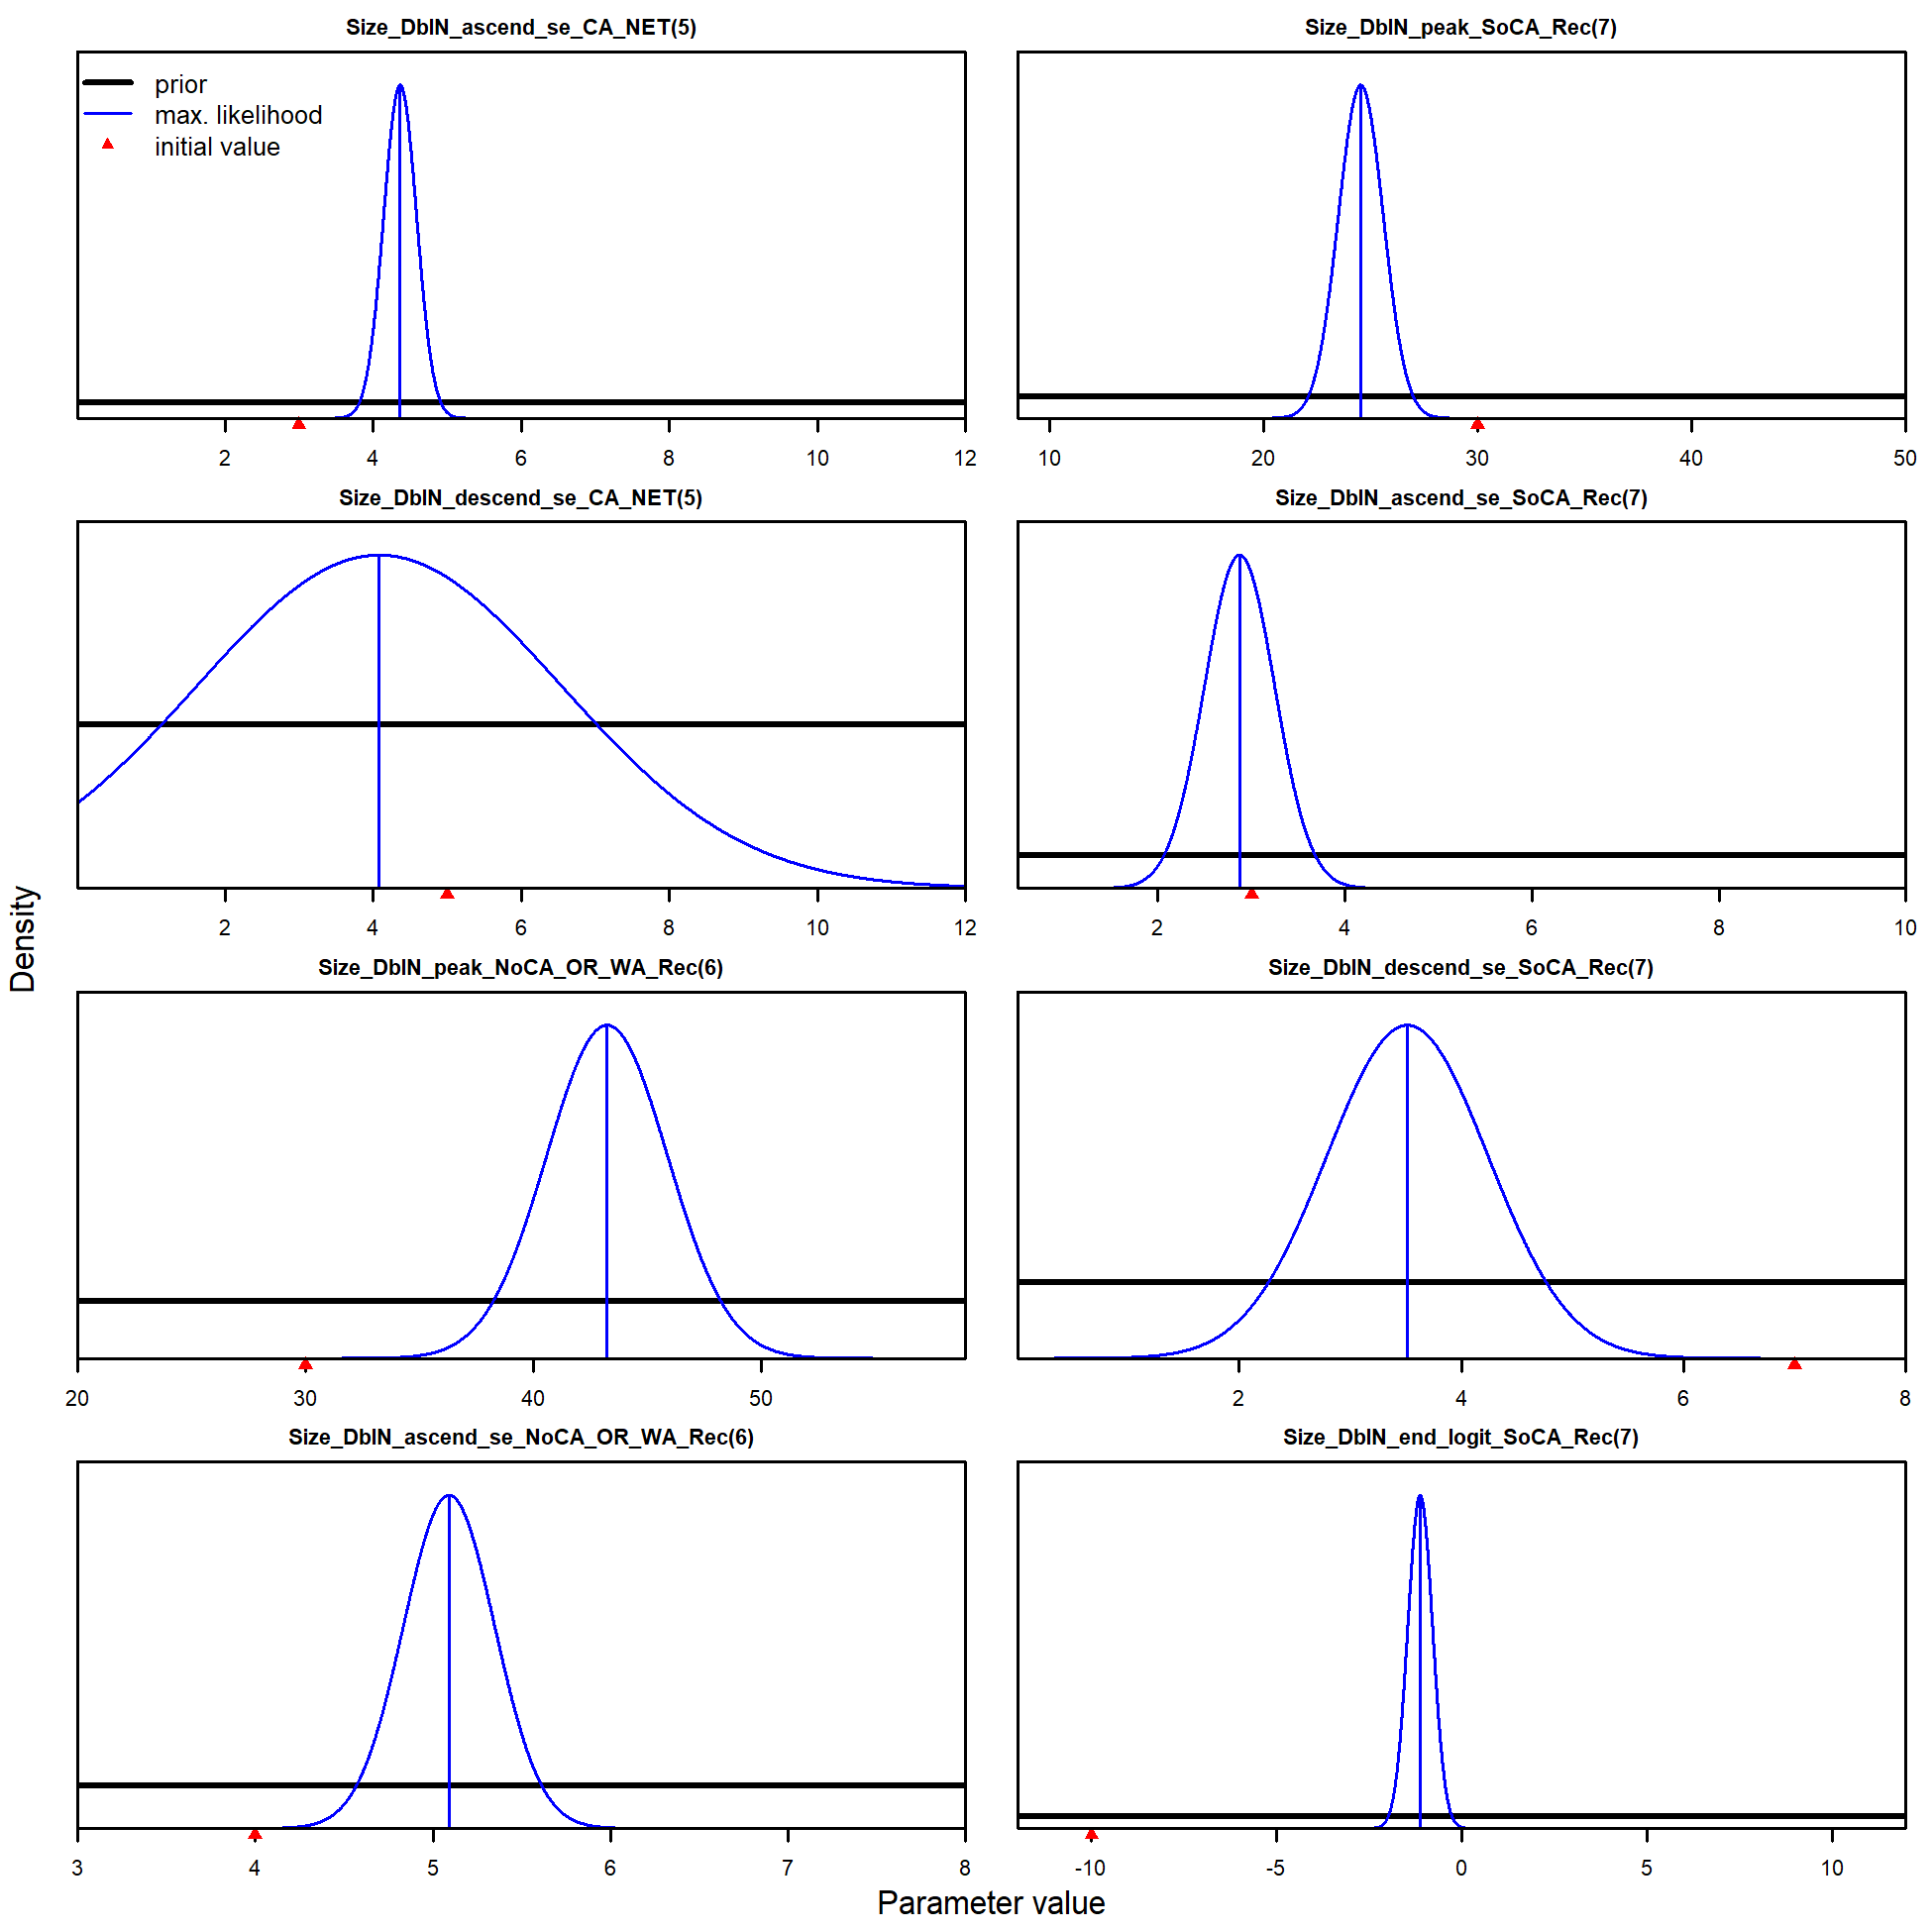 Size_DblN_ascend_se_CA_NET(5)
prior
max. likelihood
initial value
2 4 6 8 10 12
Size_DblN_peak_SoCA_Rec(7)
10 20 30 40 50
Size_DblN_descend_se_CA_NET(5)
2 4 6 8 10 12
Size_DblN_ascend_se_SoCA_Rec(7)
2 4 6 8 10
Size_DblN_peak_NoCA_OR_WA_Rec(6)
20 30 40 50
Size_DblN_descend_se_SoCA_Rec(7)
2 4 6 8
Size_DblN_ascend_se_NoCA_OR_WA_Rec(6)
3 4 5 6 7 8
Size_DblN_end_logit_SoCA_Rec(7)
-10 -5 0 5 10
Density
Parameter value